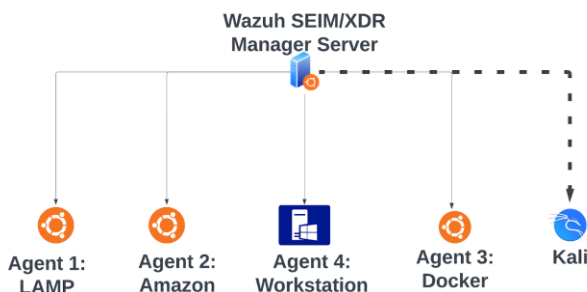 Wazuh SEIM/XDR
Manager Server
Agent 1:
LAMP
Agent 2:
Amazon
Agent 4:
Workstation
Agent 3:
Docker
Kali